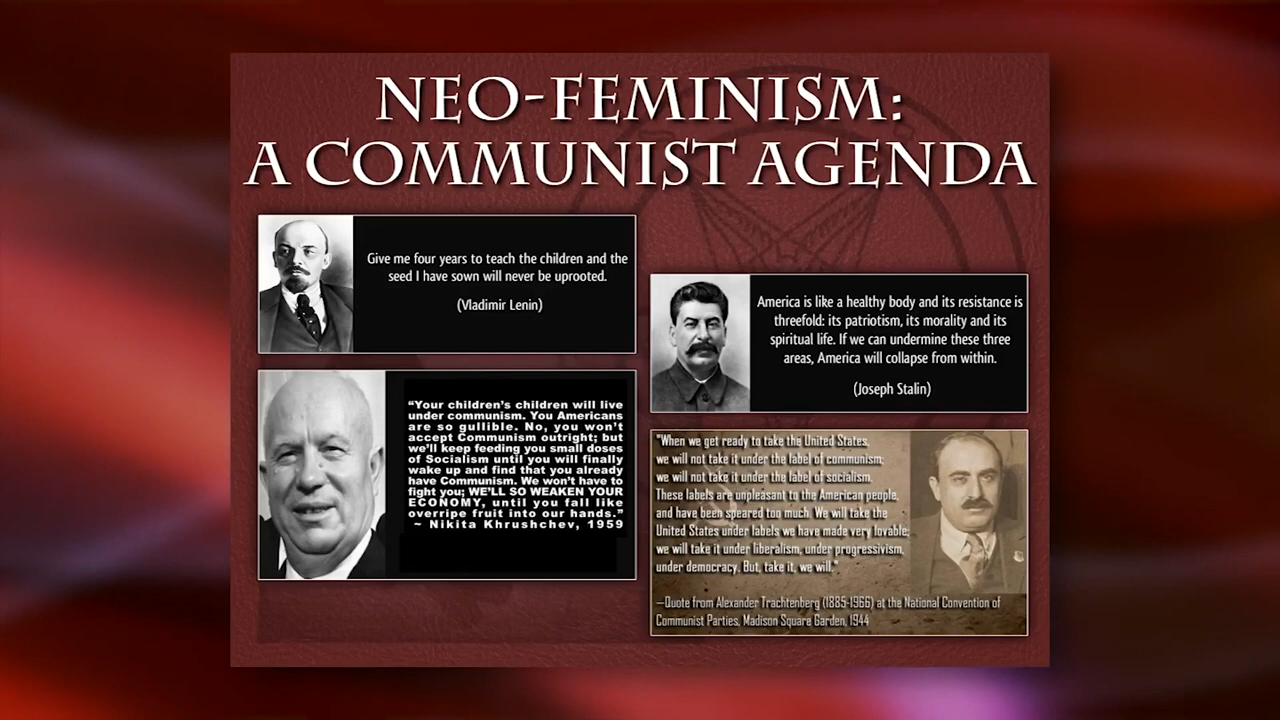 NEO-FEMINISM:
A COMMUNIST AGENDA
Give me four years to teach the children and the
seed I have sown will never be uprooted.
(Vladimir Lenin)
"Your children's children will live
under communism. You Americans
are so gullible. No, you won't
accept Communism outright; but
we'll keep feeding you small doses
of Socialism until you will finally
wake up and find that you already
have Communism. We won't have to
fight you; WE'LL SO WEAKEN YOUR
ECONOMY, until you fall like
overripe fruit into our hands."
~ Nikita Khrushchev, 1959
America is like a healthy body and its resistance is
threefold: its patriotism, its morality and its
spiritual life. If we can undermine these three
areas, America will collapse from within.
(Joseph Stalin)
"When we get ready to take the United States,
we will not take it under the label of communism;
we will not take it under the label of socialism.
These labels are unpleasant to the American people,
and have been speared too much. We will take the
United States under labels we have made very lovable;
we will take it under liberalism, under progressivism,
under democracy. But, take it, we will."
—Quote from Alexander Trachtenberg (1885-1966) at the National Convention of
Communist Parties, Madison Square Garden, 1944